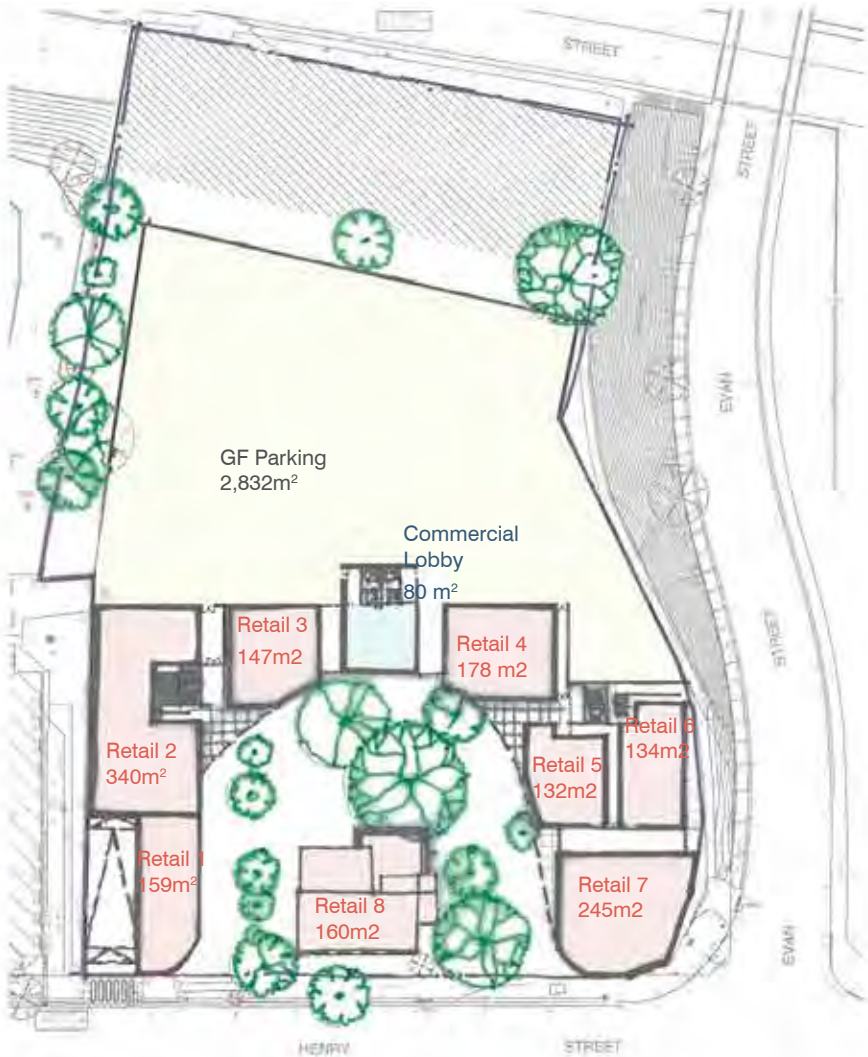 STREET
STREET
EVAN
GF Parking
2,832m²
Commercial
Lobby
80 m²
Retail 3
147m2
Retail 4
178 m2
STREET
Retail 6
134m2
Retail 2
340m²
Retail 5
132m2
Retail 1
159m²
Retail 7
245m2
Retail 8
160m2
EVAN
HENRY
STREET